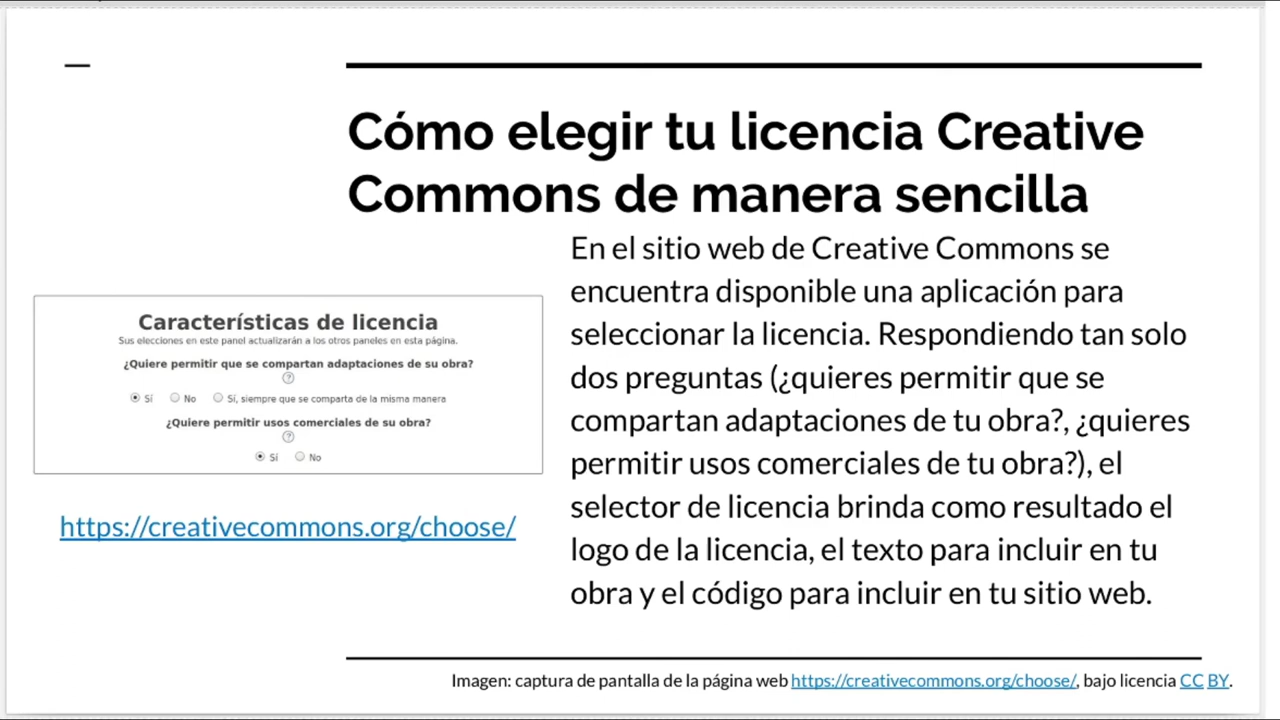 Cómo elegir tu licencia Creative
Commons de manera sencilla
Características de licencia
Sus elecciones en este panel actualizarán a los otros paneles en esta página.
¿Quiere permitir que se compartan adaptaciones de su obra?
?
Sí No Sí, siempre que se comparta de la misma manera
¿Quiere permitir usos comerciales de su obra?
?
Sí No
https://creativecommons.org/choose/
En el sitio web de Creative Commons se
encuentra disponible una aplicación para
seleccionar la licencia. Respondiendo tan solo
dos preguntas (¿quieres permitir que se
compartan adaptaciones de tu obra?, ¿quieres
permitir usos comerciales de tu obra?), el
selector de licencia brinda como resultado el
logo de la licencia, el texto para incluir en tu
obra y el código para incluir en tu sitio web.
Imagen: captura de pantalla de la página web https://creativecommons.org/choose/, bajo licencia CC BY.